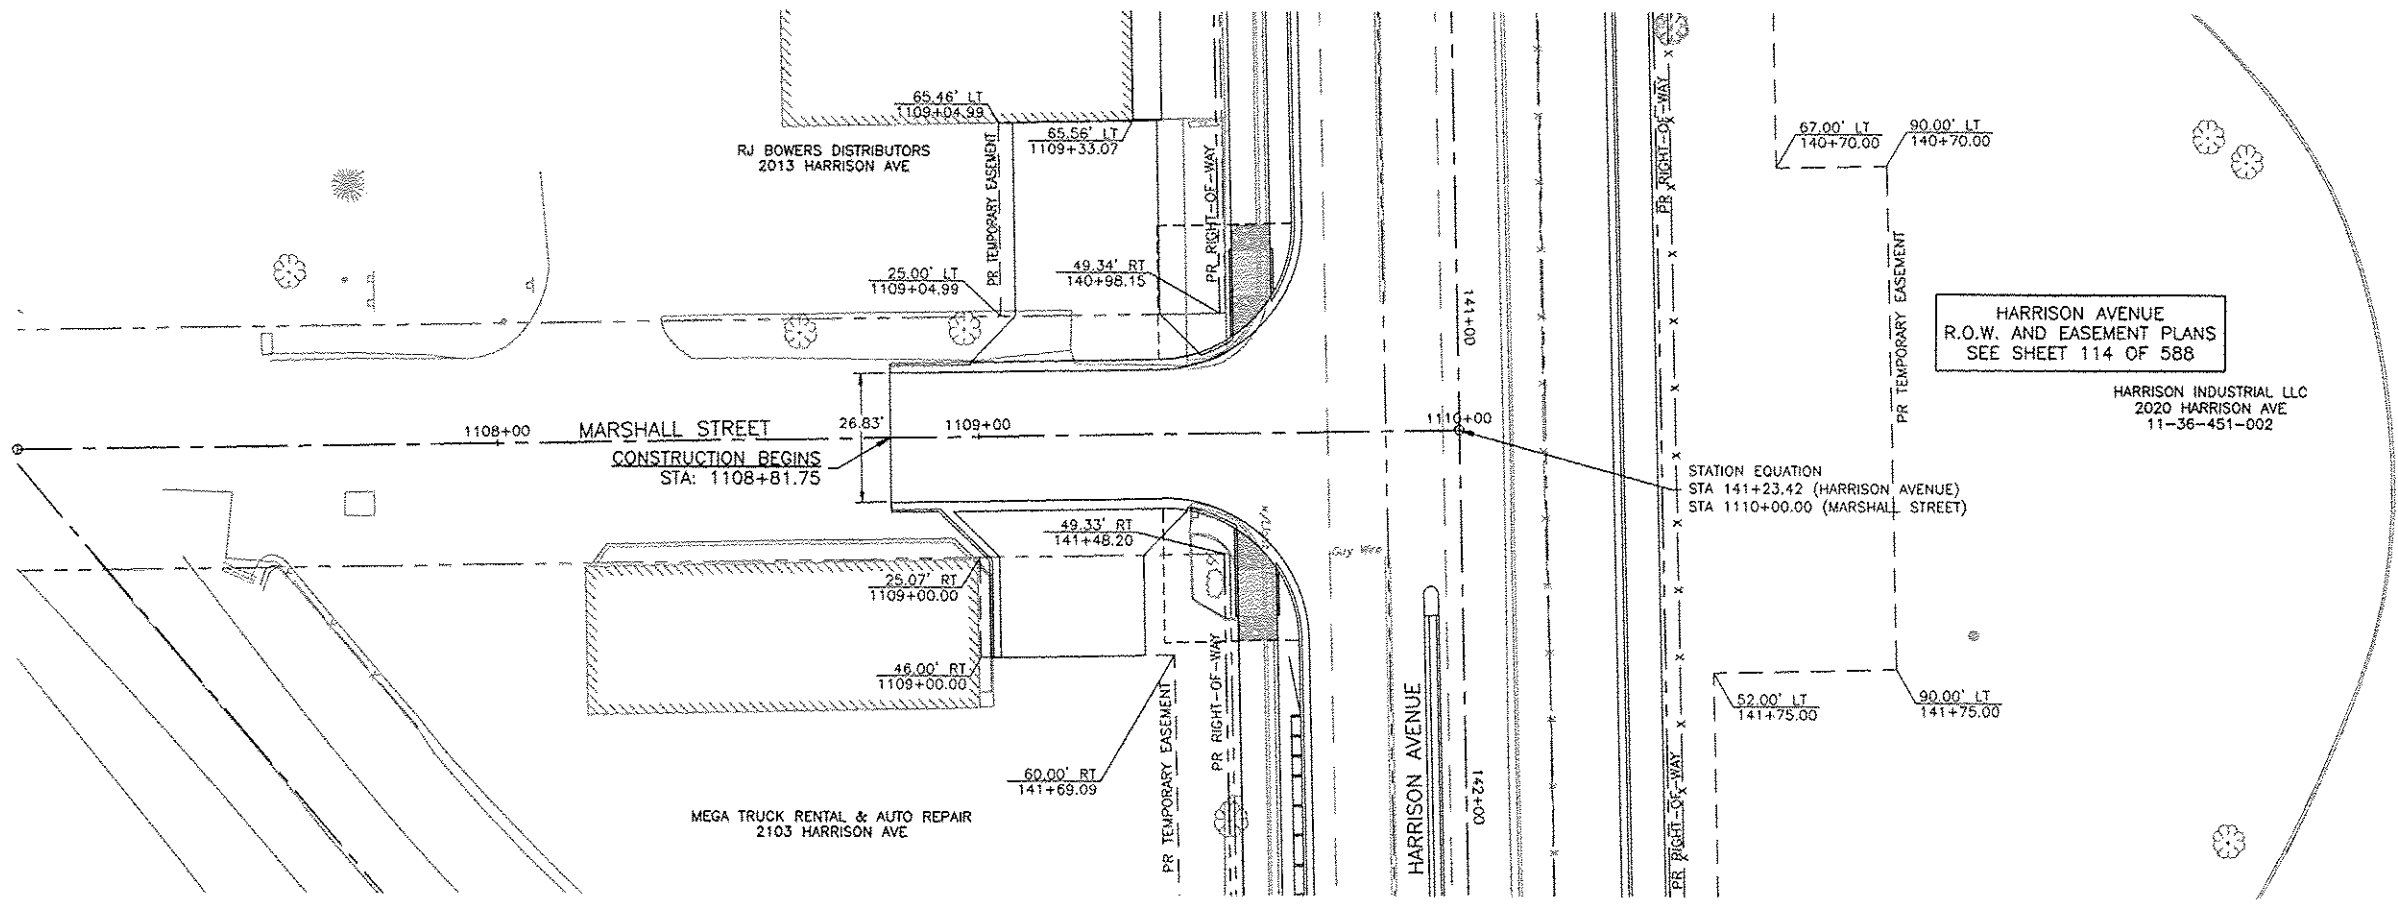 65.46' LT
1109+04.99
RJ BOWERS DISTRIBUTORS
2013 HARRISON AVE
65.56' LT
1109+33.07
PR TEMPORARY EASEMENT
PR RIGHT-OF-WAY
25.00' LT
1109+04.99
49.34' RT
140+98.15
PR RIGHT-OF-WAY
67.00' LT
140+70.00
90.00' LT
140+70.00
141+00
PR TEMPORARY EASEMENT
HARRISON AVENUE
R.O.W. AND EASEMENT PLANS
SEE SHEET 114 OF 588
HARRISON INDUSTRIAL LLC
2020 HARRISON AVE
11-36-451-002
1108+00
MARSHALL STREET
26.83'
1109+00
1110+00
CONSTRUCTION BEGINS
STA: 1108+81.75
STATION EQUATION
STA 141+23.42 (HARRISON AVENUE)
STA 1110+00.00 (MARSHALL STREET)
49.33' RT
141+48.20
Guy Wire
25.07' RT
1109+00.00
46.00' RT
1109+00.00
52.00' LT
141+75.00
90.00' LT
141+75.00
60.00' RT
141+69.09
MEGA TRUCK RENTAL & AUTO REPAIR
2103 HARRISON AVE
PR TEMPORARY EASEMENT
PR RIGHT-OF-WAY
HARRISON AVENUE
142+00
PR RIGHT-OF-WAY